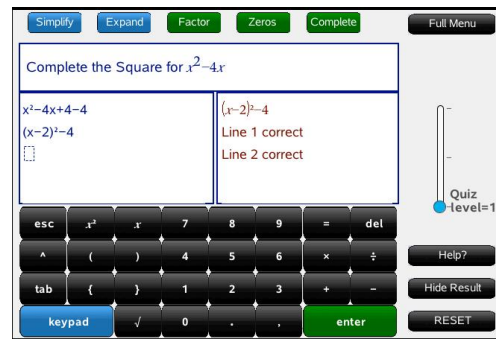 Simplify Expand Factor Zeros Complete Full Menu
Complete the Square for x²–4x
x²–4x+4–4
(x–2)²–4
(x–2)²–4
Line 1 correct
Line 2 correct
Quiz
level=1
esc x² x 7 8 9 = del
^ ( ) 4 5 6 × ÷
Help?
tab { } 1 2 3 + –
Hide Result
keypad √ 0 . , enter
RESET